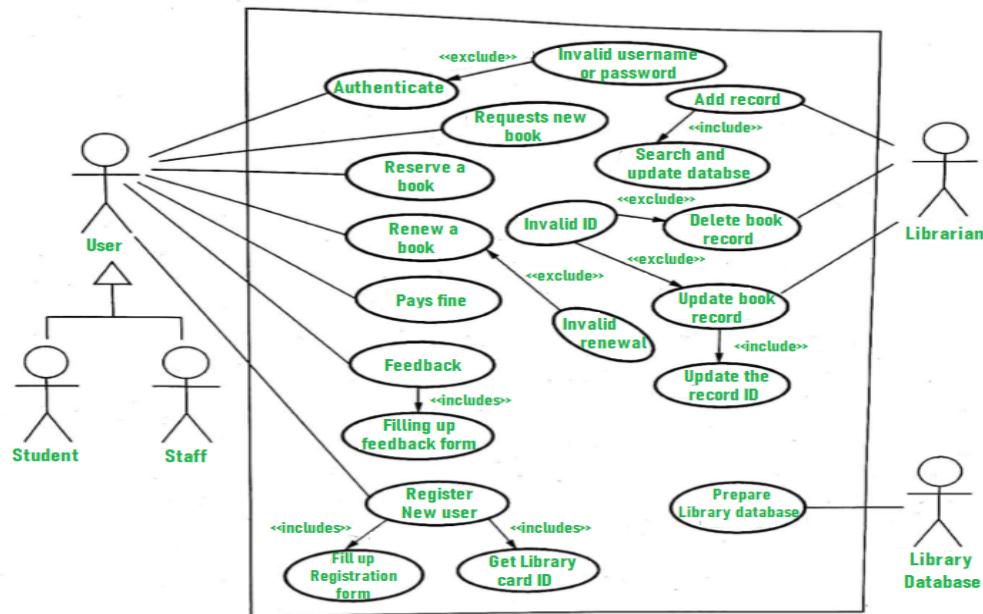 <<exclude>>
Invalid username
or password
Authenticate
Add record
Requests new
book
<<include>>
Search and
update databse
Reserve a
book
User
<<exclude>>
Invalid ID
Delete book
record
Librarian
Renew a
book
<<exclude>>
<<exclude>>
Pays fine
Update book
record
Invalid
renewal
<<include>>
Feedback
Update the
record ID
<<includes>>
Filling up
feedback form
Student
Staff
Register
New user
Prepare
Library database
<<includes>>
<<includes>>
Fill up
Registration
form
Get Library
card ID
Library
Database